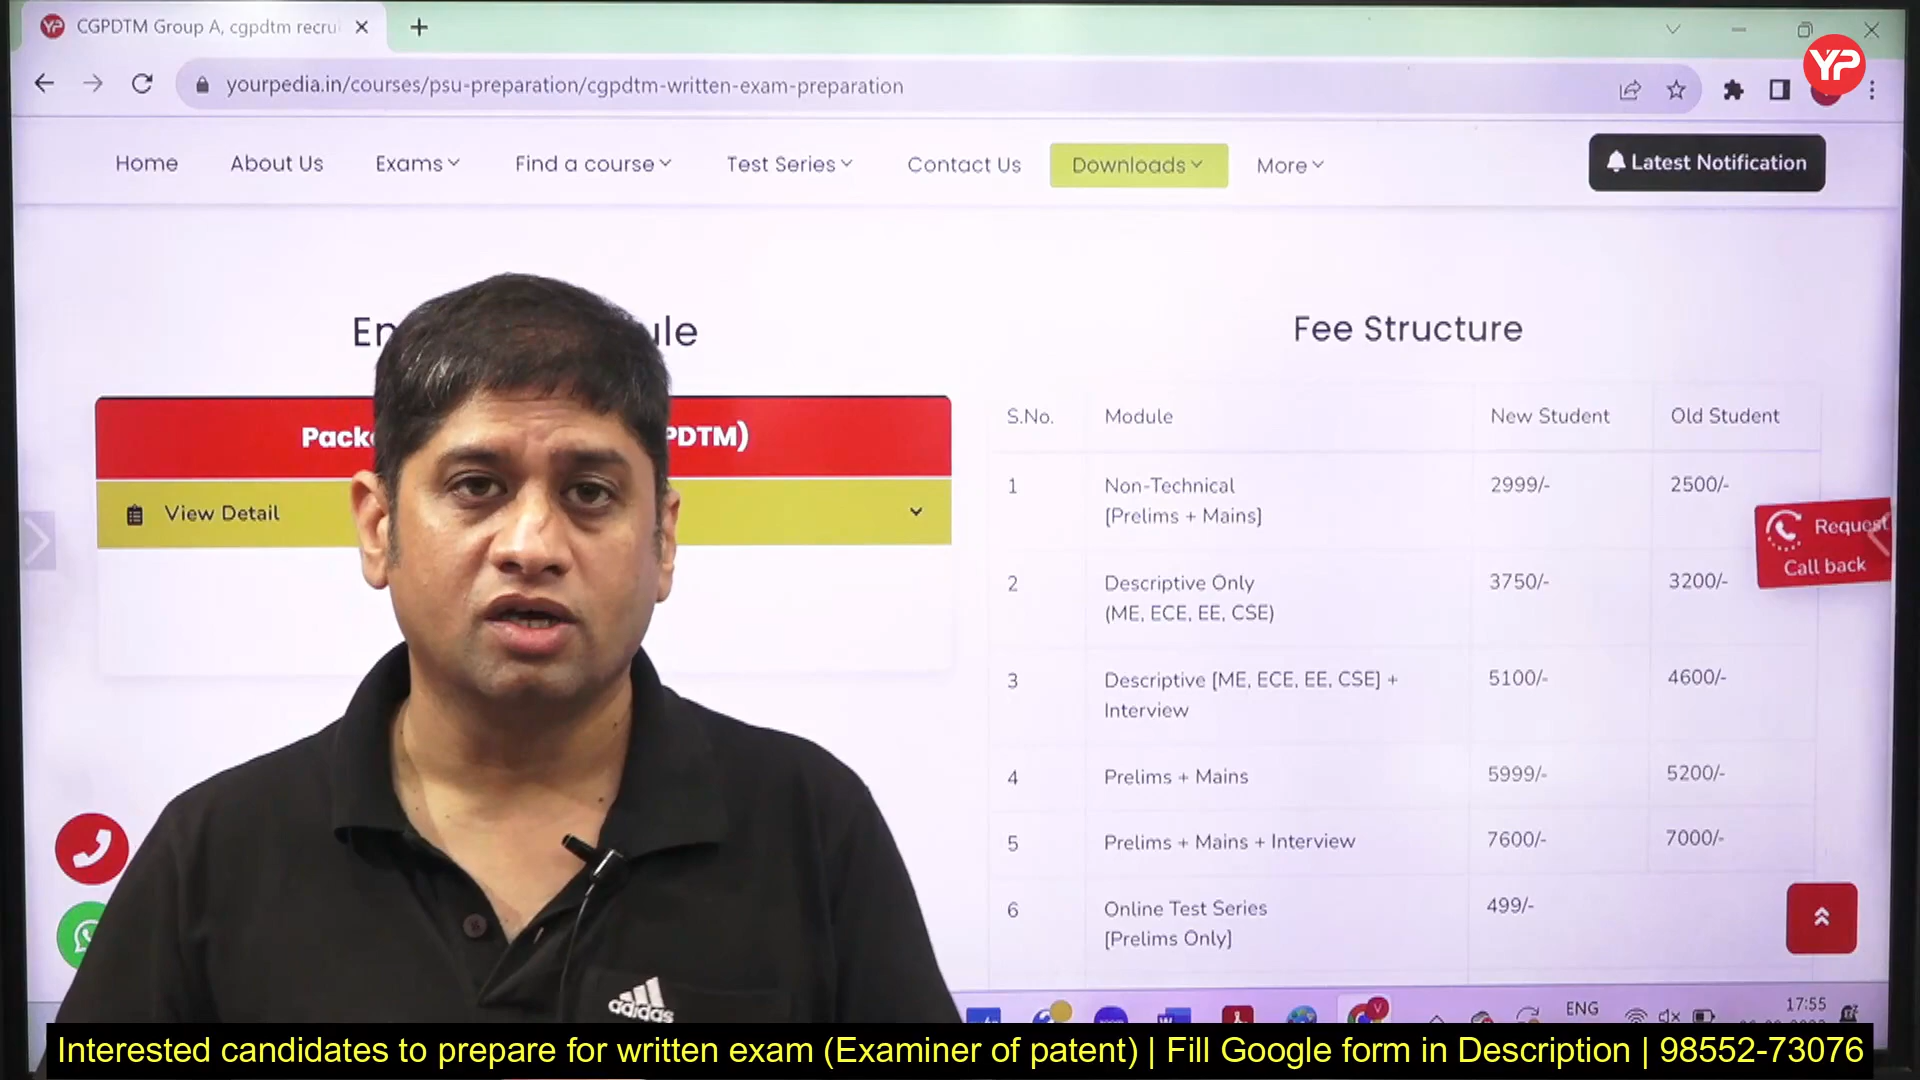 CGPDTM Group A, cgpdtm recrui
YP
yourpedia.in/courses/psu-preparation/cgpdtm-written-exam-preparation
Home About Us Exams Find a course Test Series Contact Us Downloads More Latest Notification
Fee Structure
PDTM)
View Detail
S.No. Module New Student Old Student
1 Non-Technical 2999/- 2500/-
[Prelims + Mains]
2 Descriptive Only 3750/- 3200/-
(ME, ECE, EE, CSE)
3 Descriptive [ME, ECE, EE, CSE] + 5100/- 4600/-
Interview
4 Prelims + Mains 5999/- 5200/-
5 Prelims + Mains + Interview 7600/- 7000/-
6 Online Test Series 499/-
[Prelims Only]
Request
Call back
adidas
ENG
17:55
Interested candidates to prepare for written exam (Examiner of patent) | Fill Google form in Description | 98552-73076